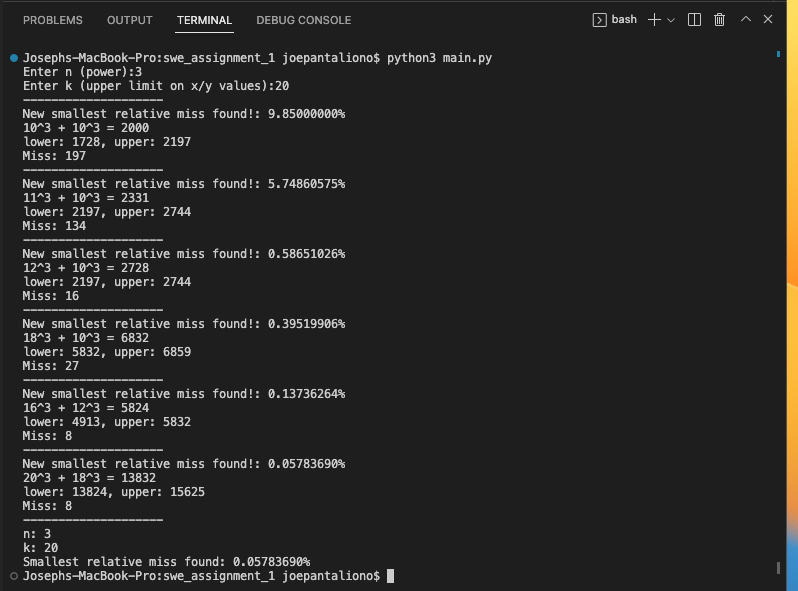 PROBLEMS OUTPUT TERMINAL DEBUG CONSOLE bash
Josephs-MacBook-Pro:swe_assignment_1 joepantaliono$ python3 main.py
Enter n (power):3
Enter k (upper limit on x/y values):20
--------------------
New smallest relative miss found!: 9.85000000%
10^3 + 10^3 = 2000
lower: 1728, upper: 2197
Miss: 197
--------------------
New smallest relative miss found!: 5.74860575%
11^3 + 10^3 = 2331
lower: 2197, upper: 2744
Miss: 134
--------------------
New smallest relative miss found!: 0.58651026%
12^3 + 10^3 = 2728
lower: 2197, upper: 2744
Miss: 16
--------------------
New smallest relative miss found!: 0.39519906%
18^3 + 10^3 = 6832
lower: 5832, upper: 6859
Miss: 27
--------------------
New smallest relative miss found!: 0.13736264%
16^3 + 12^3 = 5824
lower: 4913, upper: 5832
Miss: 8
--------------------
New smallest relative miss found!: 0.05783690%
20^3 + 18^3 = 13832
lower: 13824, upper: 15625
Miss: 8
--------------------
n: 3
k: 20
Smallest relative miss found: 0.05783690%
Josephs-MacBook-Pro:swe_assignment_1 joepantaliono$